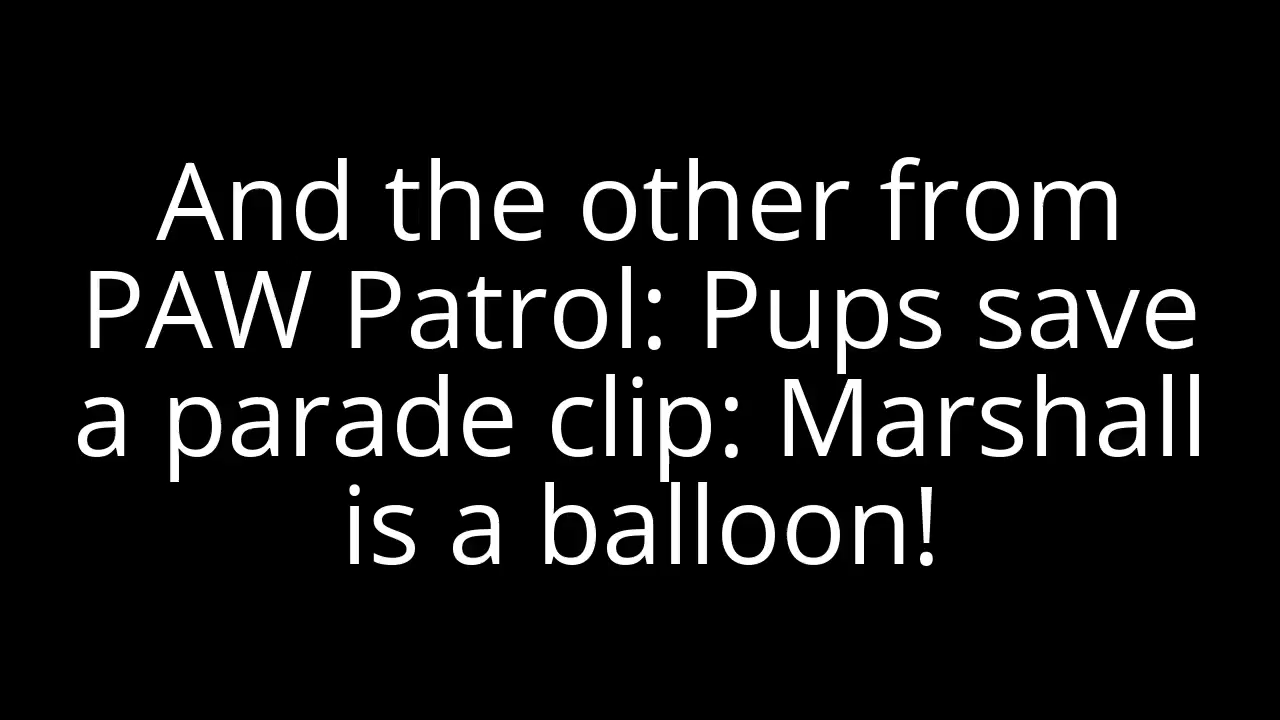 And the other from
PAW Patrol: Pups save
a parade clip: Marshall
is a balloon!